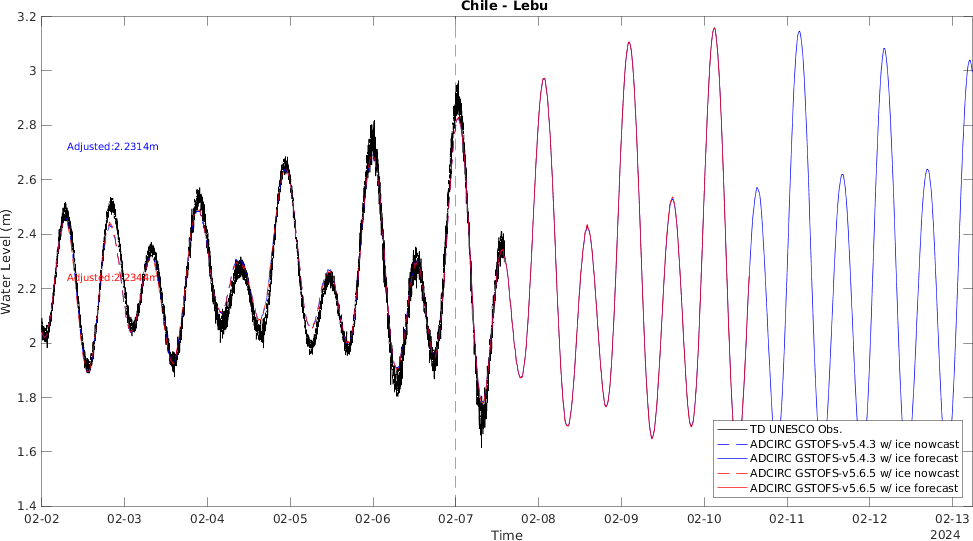 Chile - Lebu
3.2
3
2.8
2.6
2.4
2.2
2
1.8
1.6
1.4
Water Level (m)
Adjusted:2.2314m
Adjusted:2.2344m
TD UNESCO Obs.
ADCIRC GSTOFS-v5.4.3 w/ ice nowcast
ADCIRC GSTOFS-v5.4.3 w/ ice forecast
ADCIRC GSTOFS-v5.6.5 w/ ice nowcast
ADCIRC GSTOFS-v5.6.5 w/ ice forecast
02-02 02-03 02-04 02-05 02-06 02-07 02-08 02-09 02-10 02-11 02-12 02-13
Time
2024